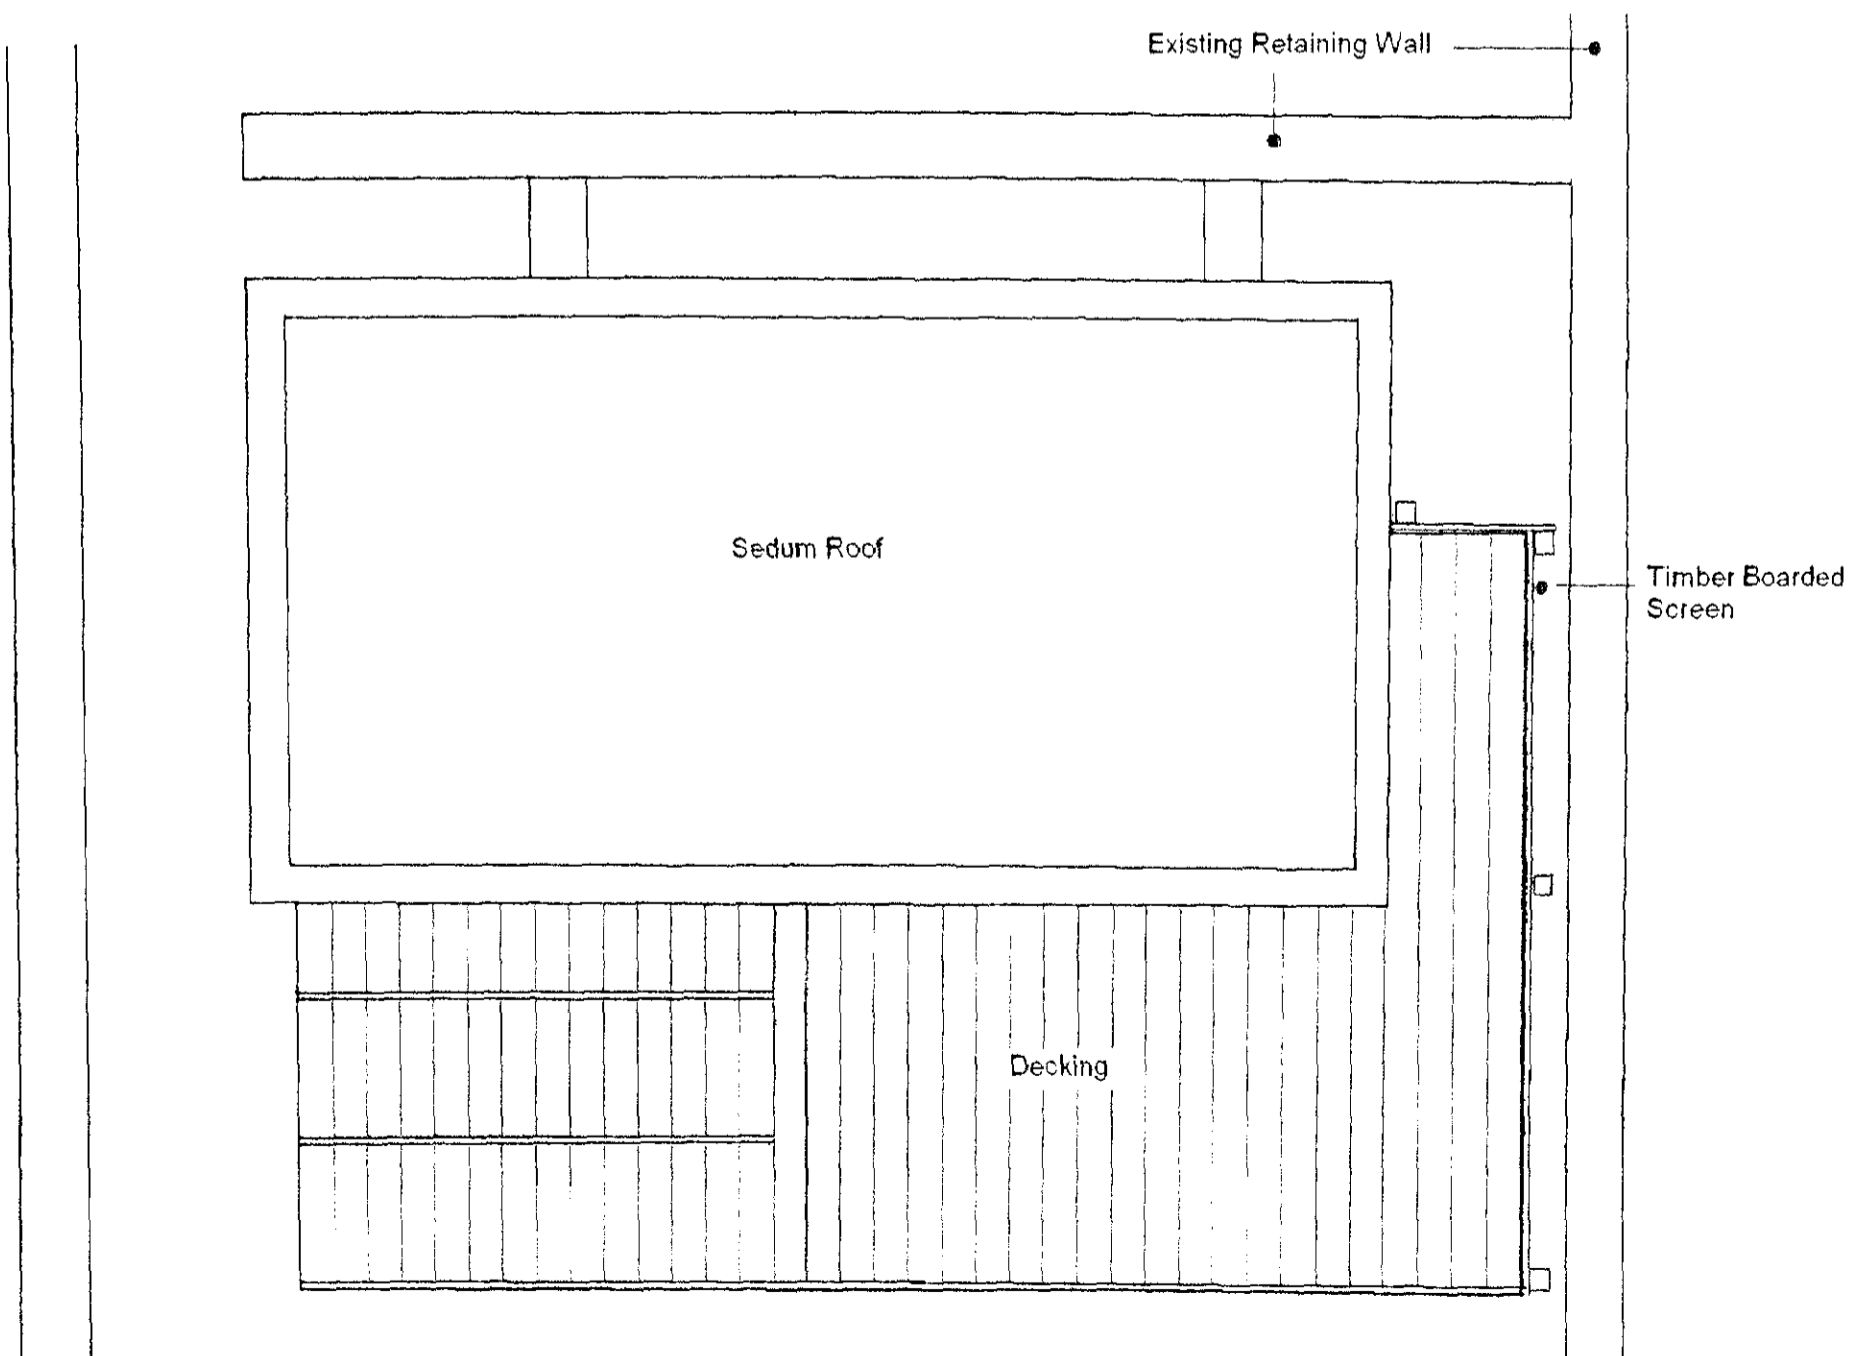 Existing Retaining Wall
Sedum Roof
Timber Boarded
Screen
Decking